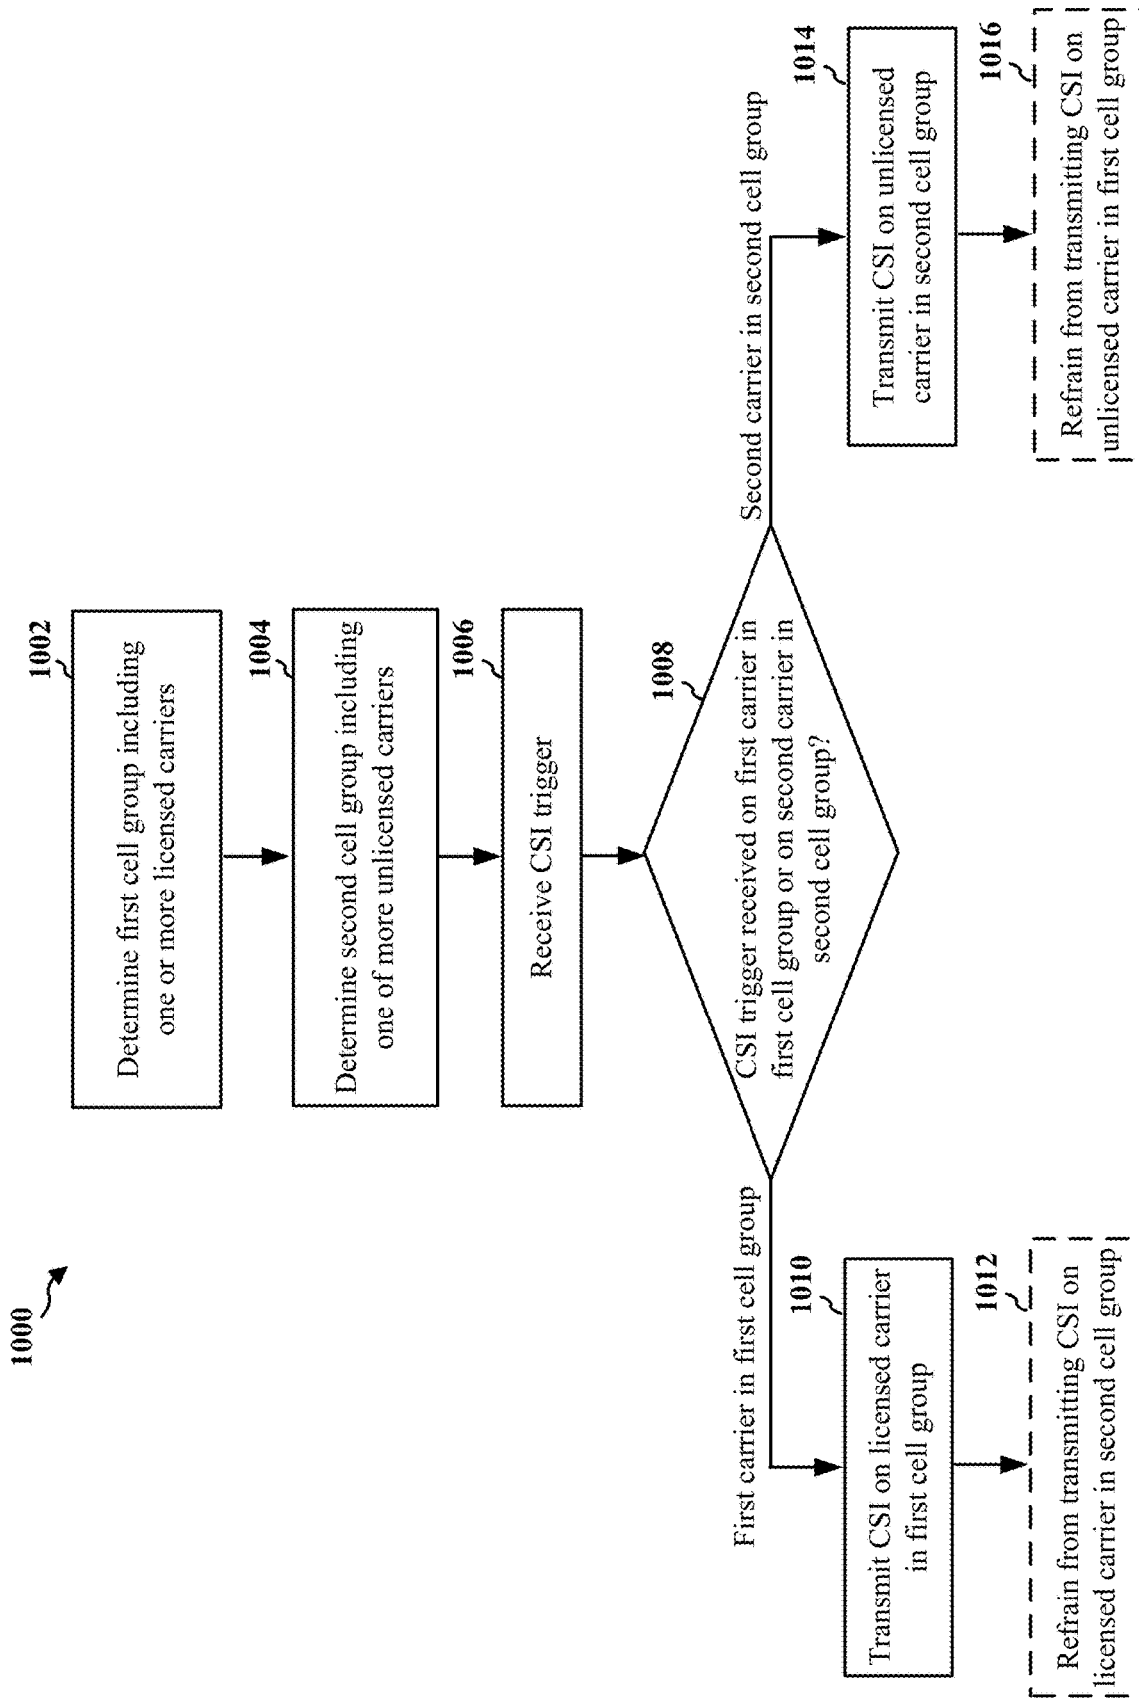 1000
1002
Determine first cell group including
one or more licensed carriers
1004
Determine second cell group including
one of more unlicensed carriers
1006
Receive CSI trigger
1008
CSI trigger received on first carrier in
first cell group or on second carrier in
second cell group?
First carrier in first cell group
1010
Transmit CSI on licensed carrier
in first cell group
1012
Refrain from transmitting CSI on
licensed carrier in second cell group
Second carrier in second cell group
1014
Transmit CSI on unlicensed
carrier in second cell group
1016
Refrain from transmitting CSI on
unlicensed carrier in first cell group